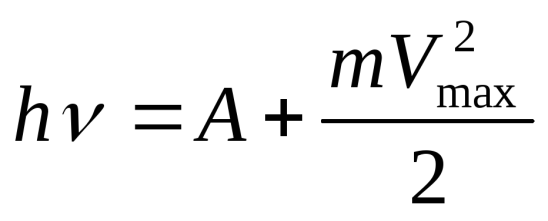 hν = A + mV²max / 2